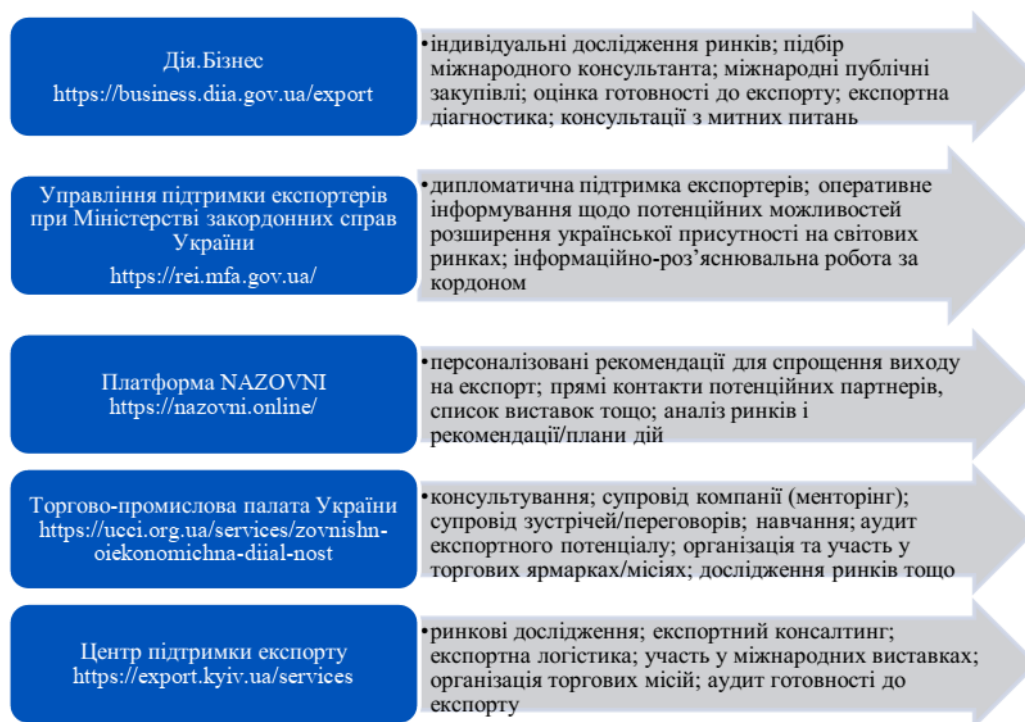 Дія.Бізнес
https://business.diia.gov.ua/export
•індивідуальні дослідження ринків; підбір
міжнародного консультанта; міжнародні публічні
закупівлі; оцінка готовності до експорту; експортна
діагностика; консультації з митних питань
Управління підтримки експортерів
при Міністерстві закордонних справ
України
https://rei.mfa.gov.ua/
•дипломатична підтримка експортерів; оперативне
інформування щодо потенційних можливостей
розширення української присутності на світових
ринках; інформаційно-роз’яснювальна робота за
кордоном
Платформа NAZOVNI
https://nazovni.online/
•персоналізовані рекомендації для спрощення виходу
на експорт; прямі контакти потенційних партнерів,
список виставок тощо; аналіз ринків і
рекомендації/плани дій
Торгово-промислова палата України
https://ucci.org.ua/services/zovnishn-
oiekonomichna-diial-nost
•консультування; супровід компанії (менторінг);
супровід зустрічей/переговорів; навчання; аудит
експортного потенціалу; організація та участь у
торгових ярмарках/місіях; дослідження ринків тощо
Центр підтримки експорту
https://export.kyiv.ua/services
•ринкові дослідження; експортний консалтинг;
експортна логістика; участь у міжнародних виставках;
організація торгових місій; аудит готовності до
експорту